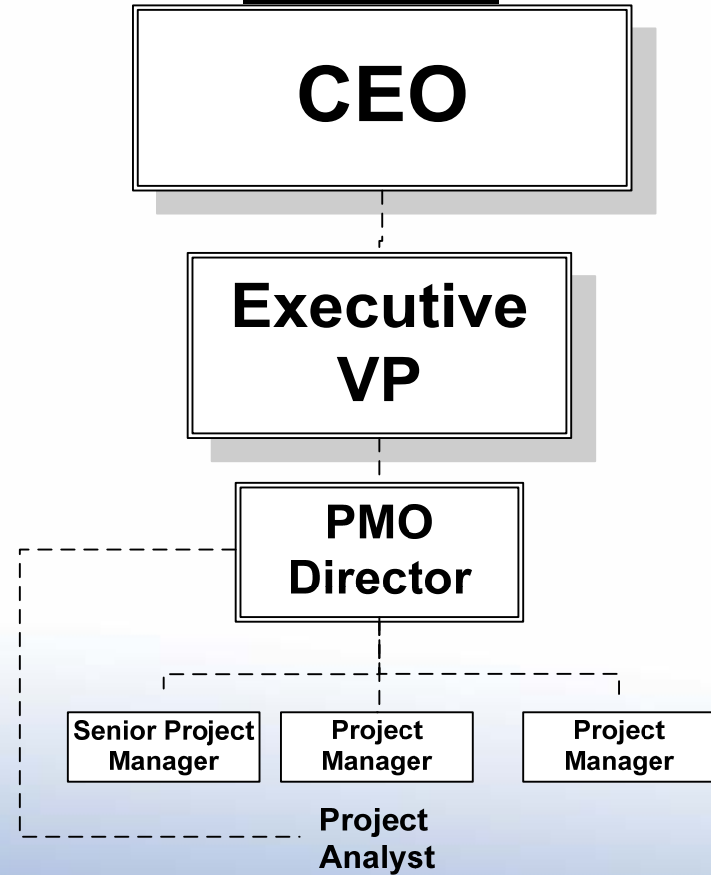 CEO
Executive
VP
PMO
Director
Senior Project
Manager
Project
Manager
Project
Manager
Project
Analyst